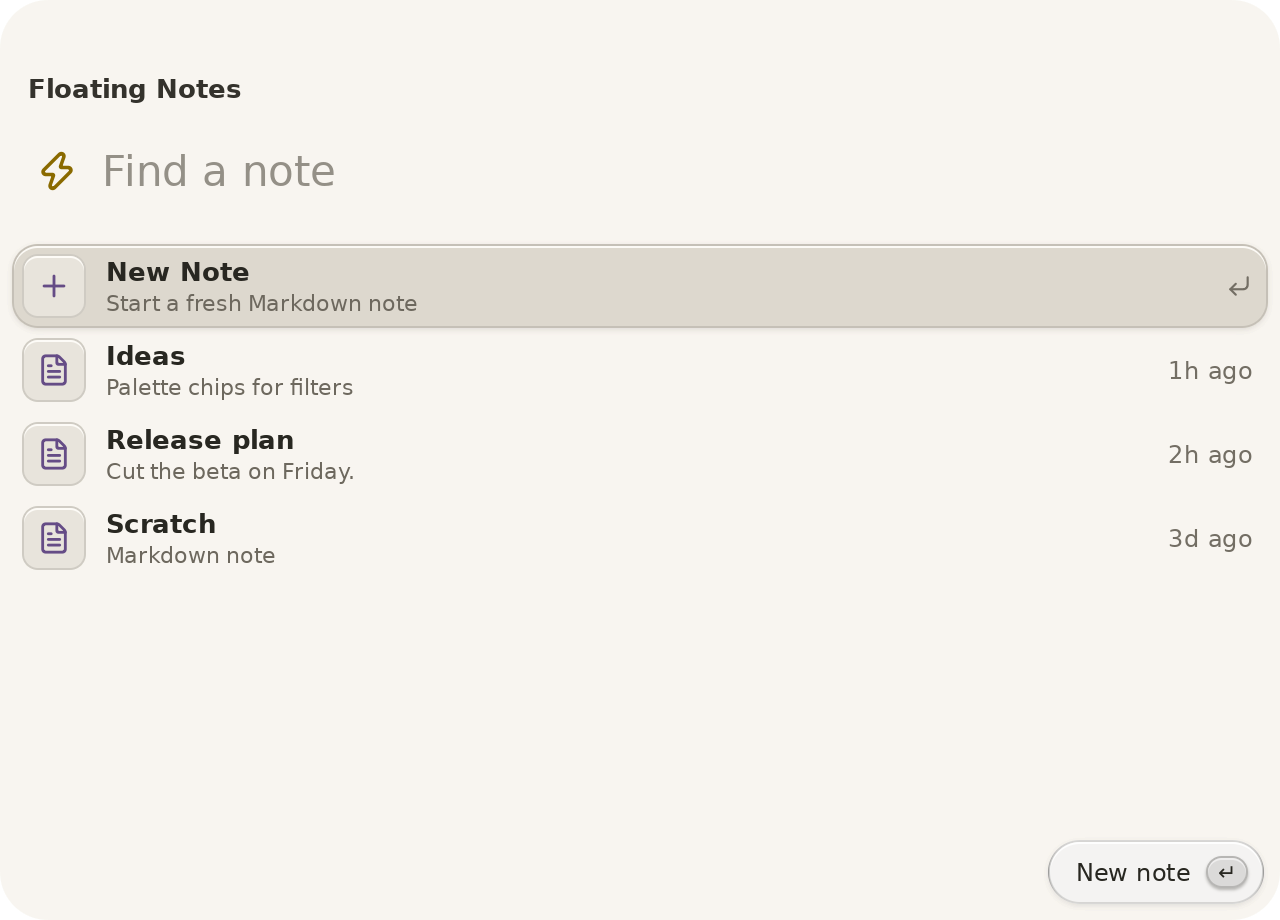 Floating Notes
Find a note
New Note
Start a fresh Markdown note
Ideas
Palette chips for filters
1h ago
Release plan
Cut the beta on Friday.
2h ago
Scratch
Markdown note
3d ago
New note